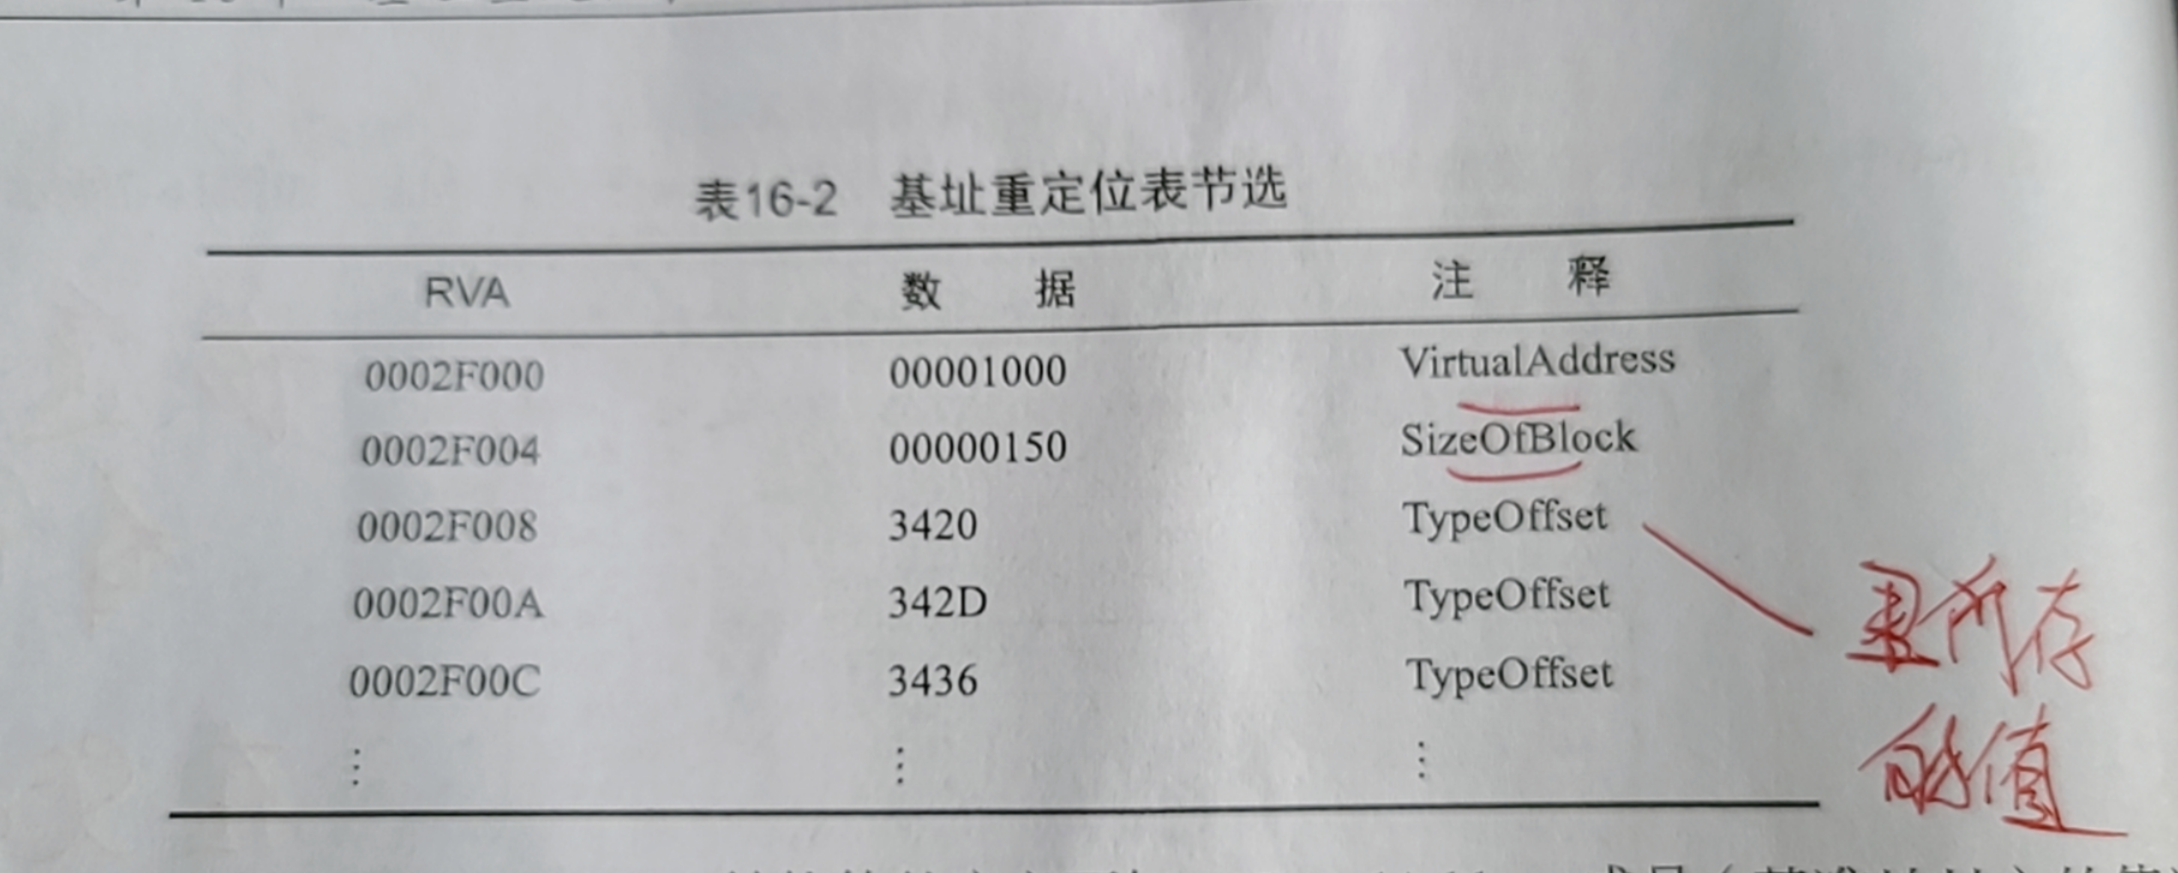 表16-2 基址重定位表节选
RVA 数 据 注 释
0002F000 00001000 VirtualAddress
0002F004 00000150 SizeOfBlock
0002F008 3420 TypeOffset
0002F00A 342D TypeOffset
0002F00C 3436 TypeOffset
⋮ ⋮ ⋮
里所存
的值